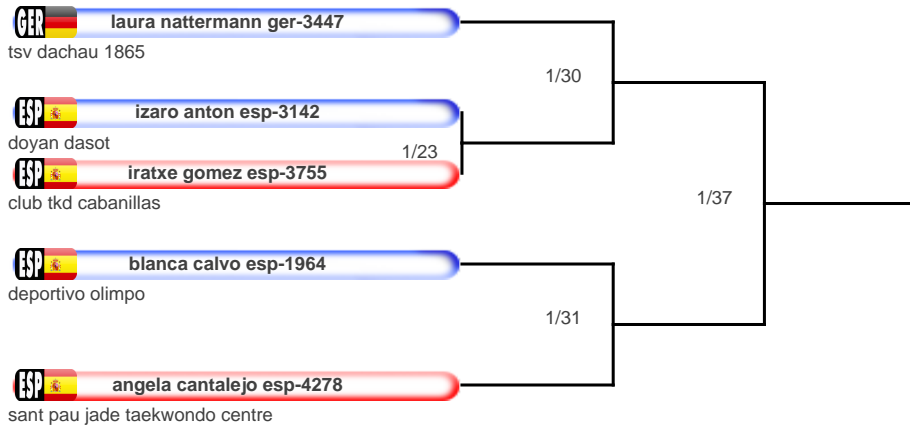 GER laura nattermann ger-3447
tsv dachau 1865
1/30
ESP izaro anton esp-3142
doyan dasot
1/23
ESP iratxe gomez esp-3755
club tkd cabanillas
1/37
ESP blanca calvo esp-1964
deportivo olimpo
1/31
ESP angela cantalejo esp-4278
sant pau jade taekwondo centre